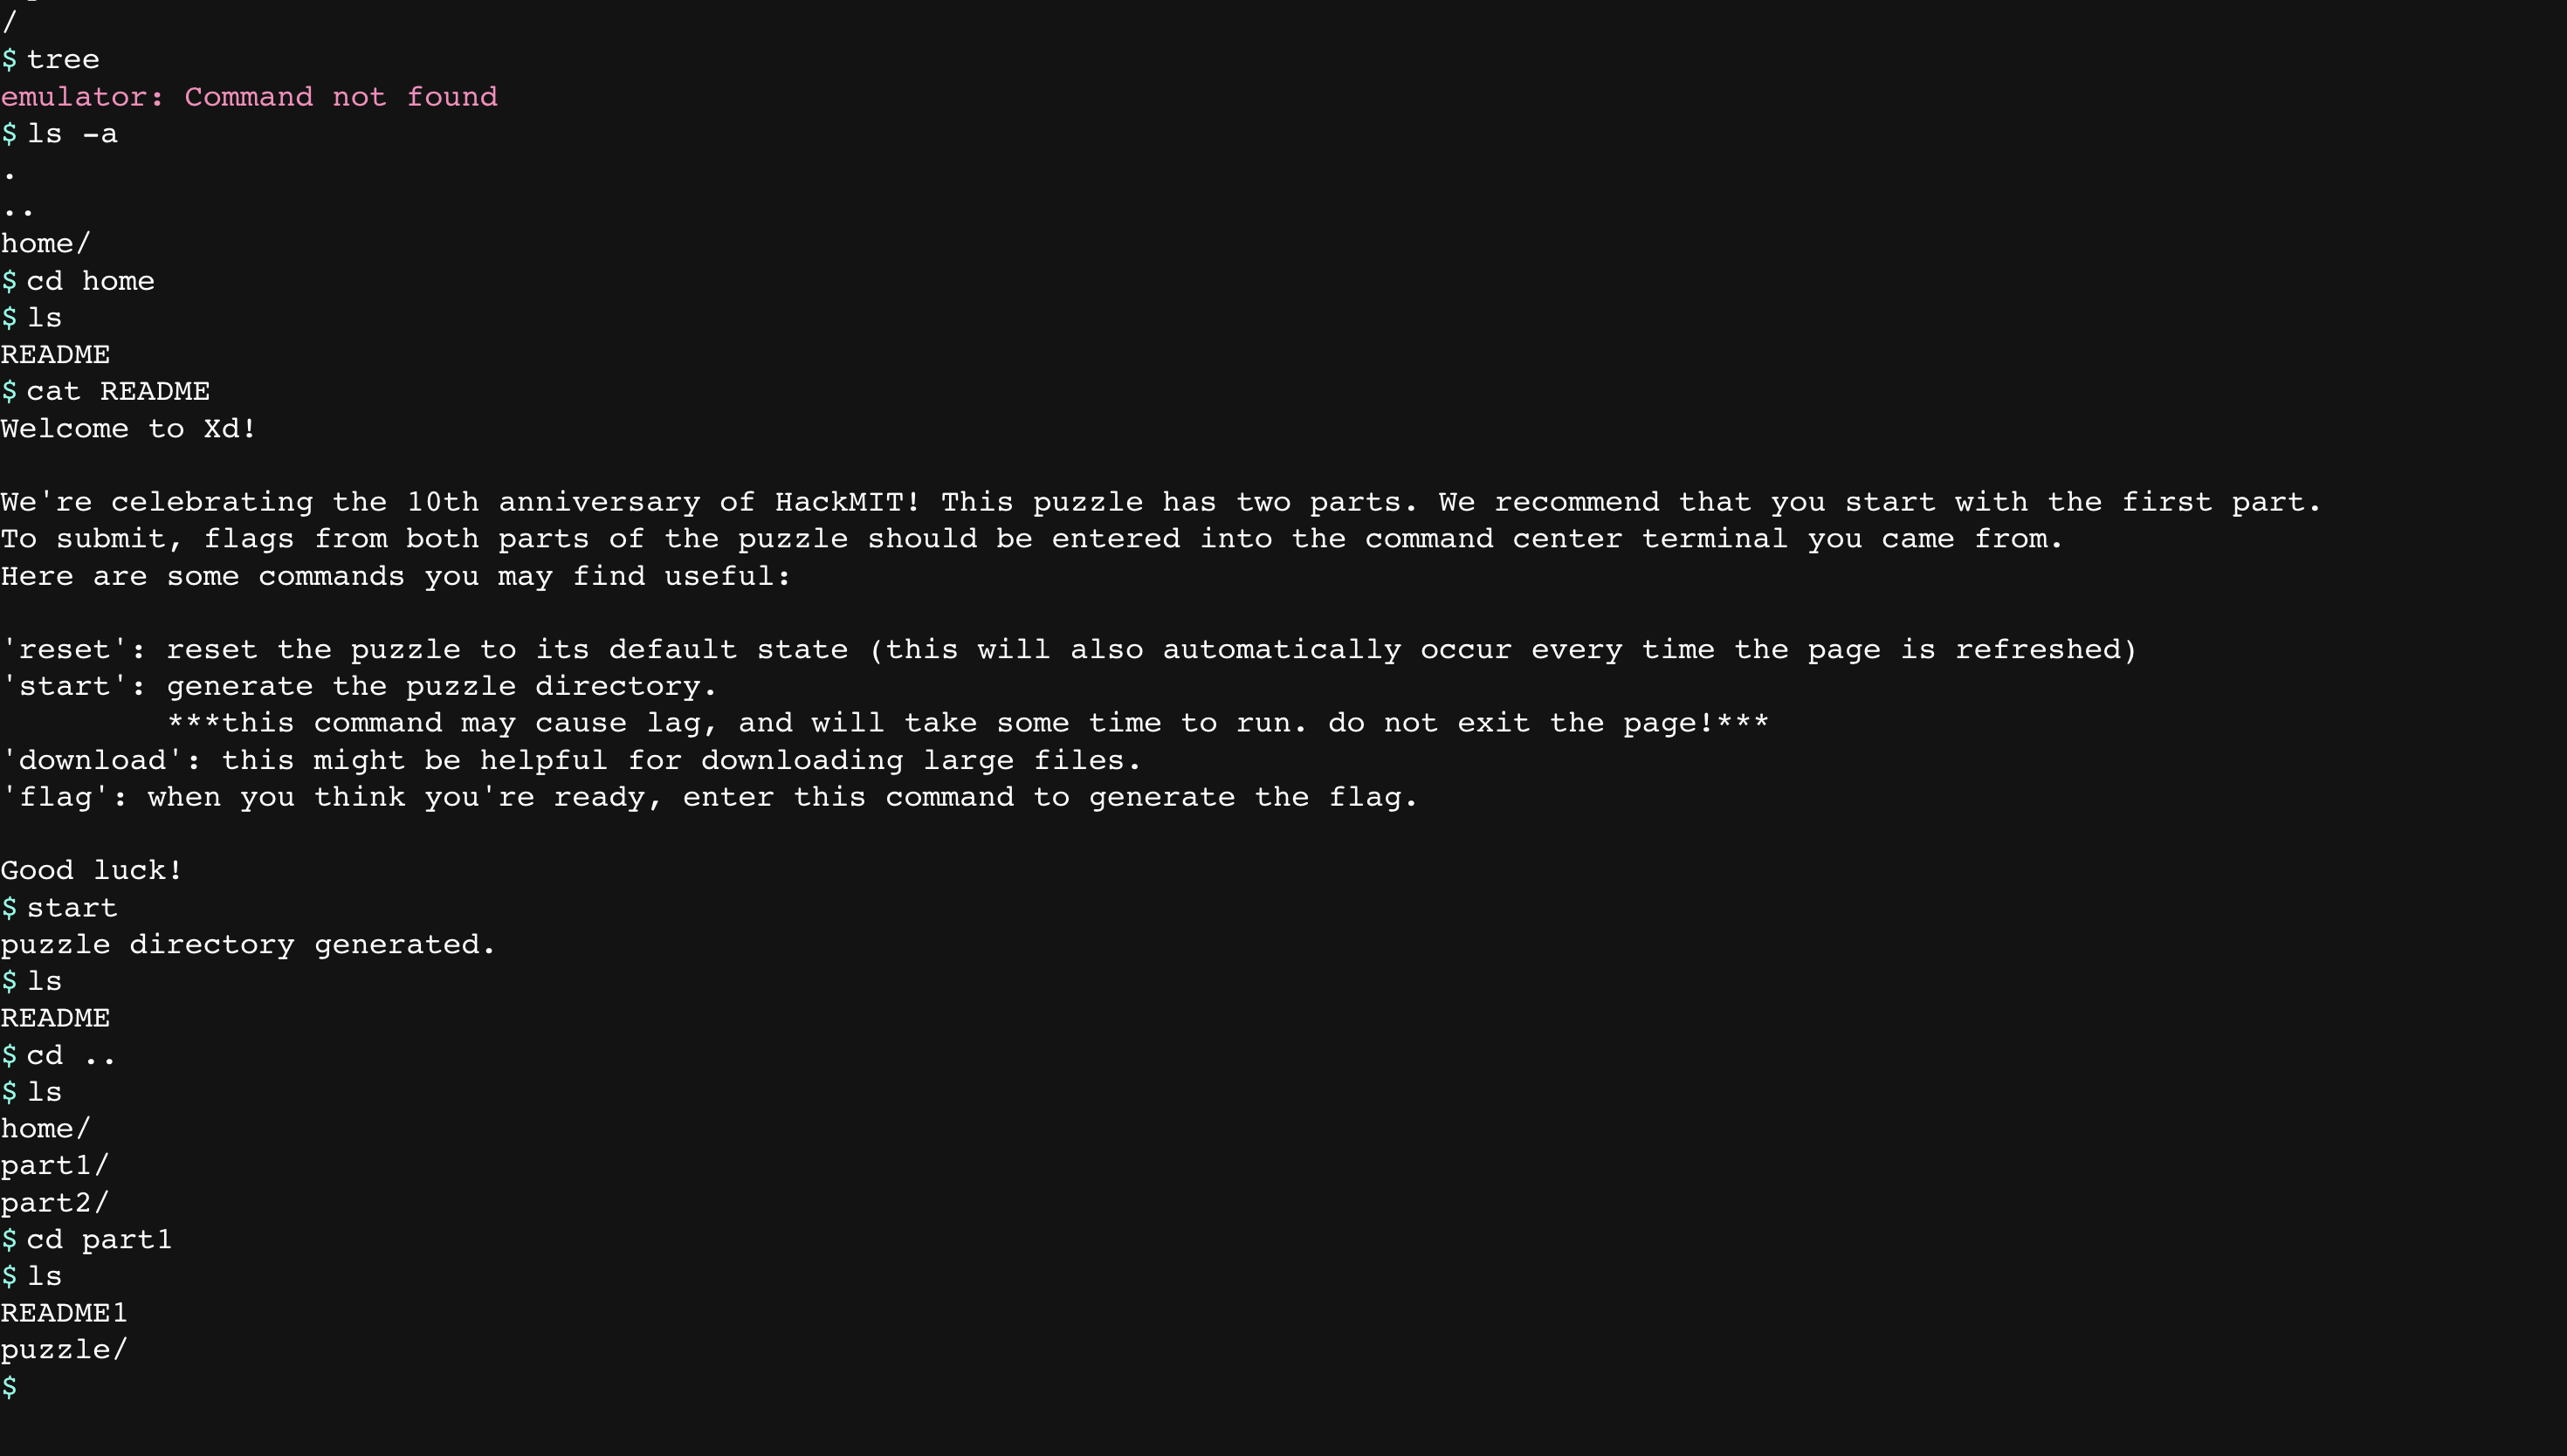 /
$ tree
emulator: Command not found
$ ls -a
.
..
home/
$ cd home
$ ls
README
$ cat README
Welcome to Xd!
We're celebrating the 10th anniversary of HackMIT! This puzzle has two parts. We recommend that you start with the first part.
To submit, flags from both parts of the puzzle should be entered into the command center terminal you came from.
Here are some commands you may find useful:
'reset': reset the puzzle to its default state (this will also automatically occur every time the page is refreshed)
'start': generate the puzzle directory.
***this command may cause lag, and will take some time to run. do not exit the page!***
'download': this might be helpful for downloading large files.
'flag': when you think you're ready, enter this command to generate the flag.
Good luck!
$ start
puzzle directory generated.
$ ls
README
$ cd ..
$ ls
home/
part1/
part2/
$ cd part1
$ ls
README1
puzzle/
$